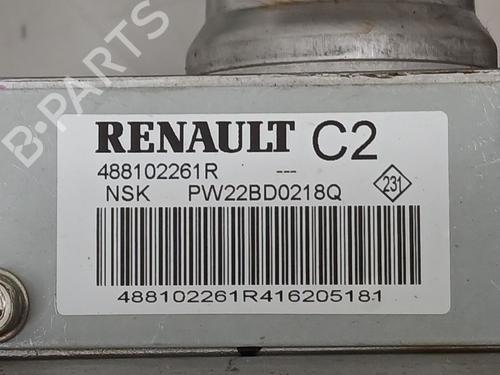 B-PARTS
RENAULT C2
488102261R ---
NSK PW22BD0218Q
231
488102261R416205181